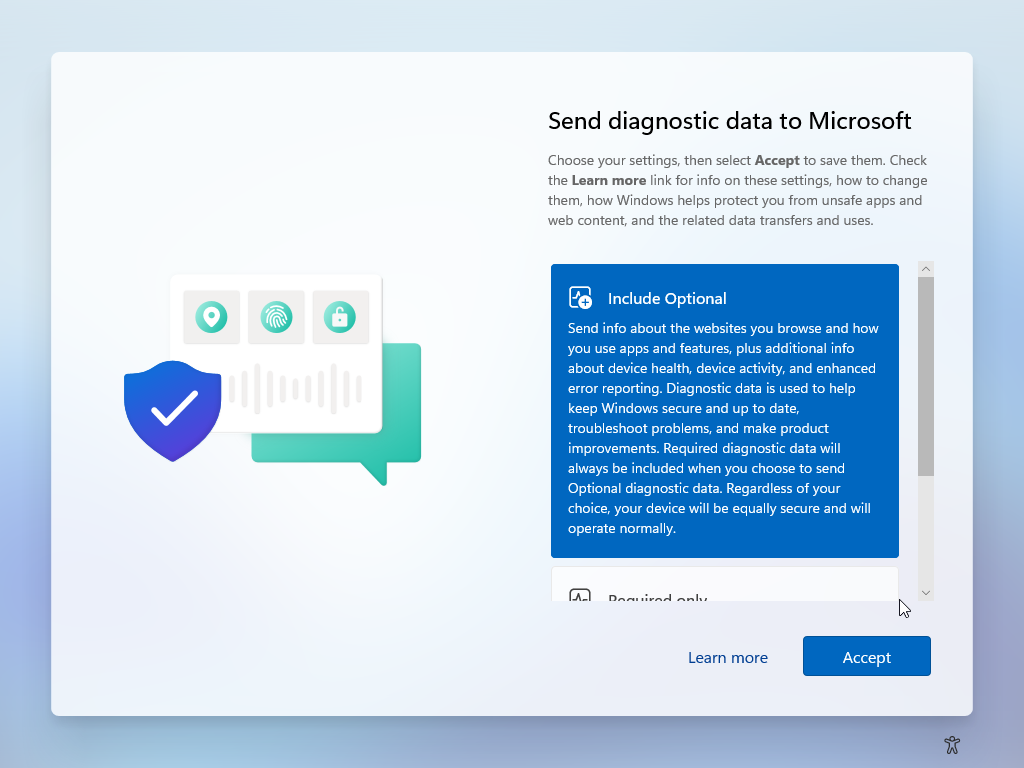 Send diagnostic data to Microsoft
Choose your settings, then select Accept to save them. Check
the Learn more link for info on these settings, how to change
them, how Windows helps protect you from unsafe apps and
web content, and the related data transfers and uses.
Include Optional
Send info about the websites you browse and how
you use apps and features, plus additional info
about device health, device activity, and enhanced
error reporting. Diagnostic data is used to help
keep Windows secure and up to date,
troubleshoot problems, and make product
improvements. Required diagnostic data will
always be included when you choose to send
Optional diagnostic data. Regardless of your
choice, your device will be equally secure and will
operate normally.
Required only
Learn more
Accept